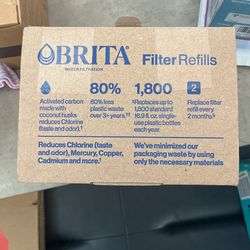 BRITA Filter Refills
WATER FILTRATION
80% 1,800 2
Activated carbon
made with
coconut husks
reduces Chlorine
(taste and odor).†
80% less
plastic waste
over 3+ years.††
*Replaces up to
1,800 standard
16.9 fl. oz. single-
use plastic bottles
each year.
Replace filter
refill every
2 months
Reduces Chlorine (taste
and odor), Mercury, Copper,
Cadmium and more.†
We've minimized our
packaging waste by using
only the necessary materials